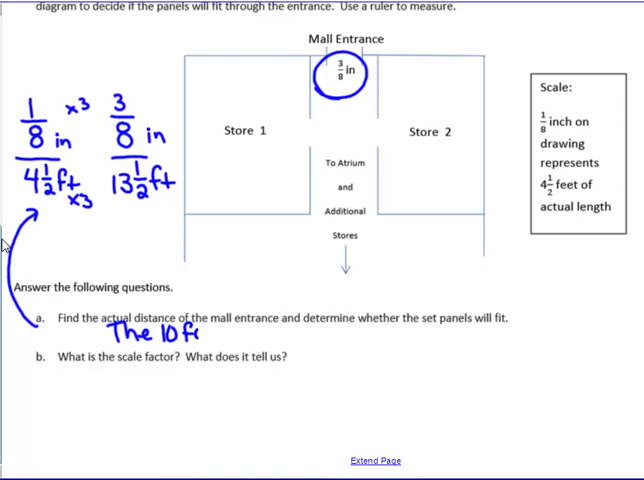 diagram to decide if the panels will fit through the entrance. Use a ruler to measure.
Mall Entrance
3/8 in
Store 1
Store 2
To Atrium
and
Additional
Stores
Scale:
1/8 inch on
drawing
represents
4 1/2 feet of
actual length
1/8 in x3 3/8 in
4 1/2 ft x3 13 1/2 ft
Answer the following questions.
a. Find the actual distance of the mall entrance and determine whether the set panels will fit.
The 10 f
b. What is the scale factor? What does it tell us?
Extend Page